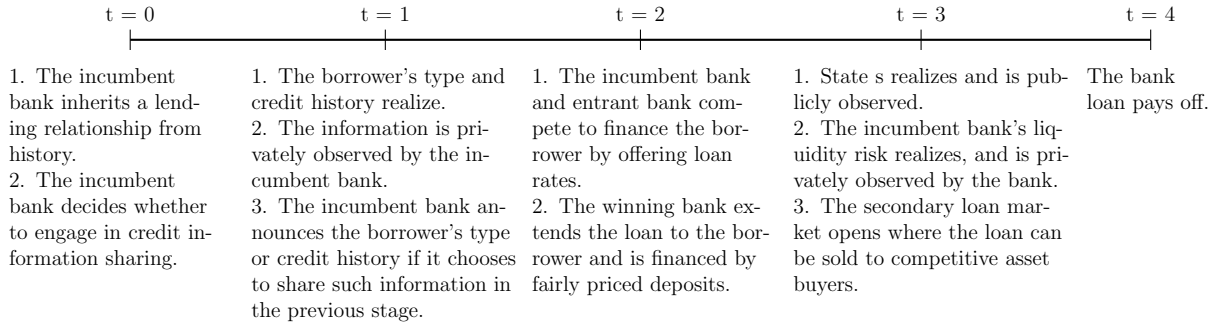 t = 0
t = 1
t = 2
t = 3
t = 4
1. The incumbent
bank inherits a lend-
ing relationship from
history.
2. The incumbent
bank decides whether
to engage in credit in-
formation sharing.
1. The borrower's type and
credit history realize.
2. The information is pri-
vately observed by the in-
cumbent bank.
3. The incumbent bank an-
nounces the borrower's type
or credit history if it chooses
to share such information in
the previous stage.
1. The incumbent bank
and entrant bank com-
pete to finance the bor-
rower by offering loan
rates.
2. The winning bank ex-
tends the loan to the bor-
rower and is financed by
fairly priced deposits.
1. State s realizes and is pub-
licly observed.
2. The incumbent bank's liq-
uidity risk realizes, and is pri-
vately observed by the bank.
3. The secondary loan mar-
ket opens where the loan can
be sold to competitive asset
buyers.
The bank
loan pays off.